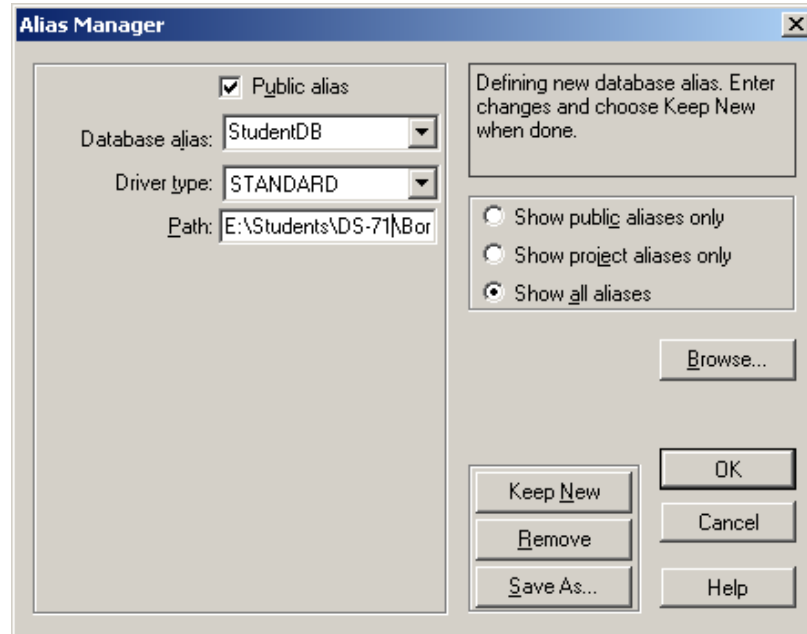 Alias Manager
Public alias
Database alias: StudentDB
Driver type: STANDARD
Path: E:\Students\DS-71\Bor
Defining new database alias. Enter
changes and choose Keep New
when done.
Show public aliases only
Show project aliases only
Show all aliases
Browse...
Keep New
Remove
Save As...
OK
Cancel
Help